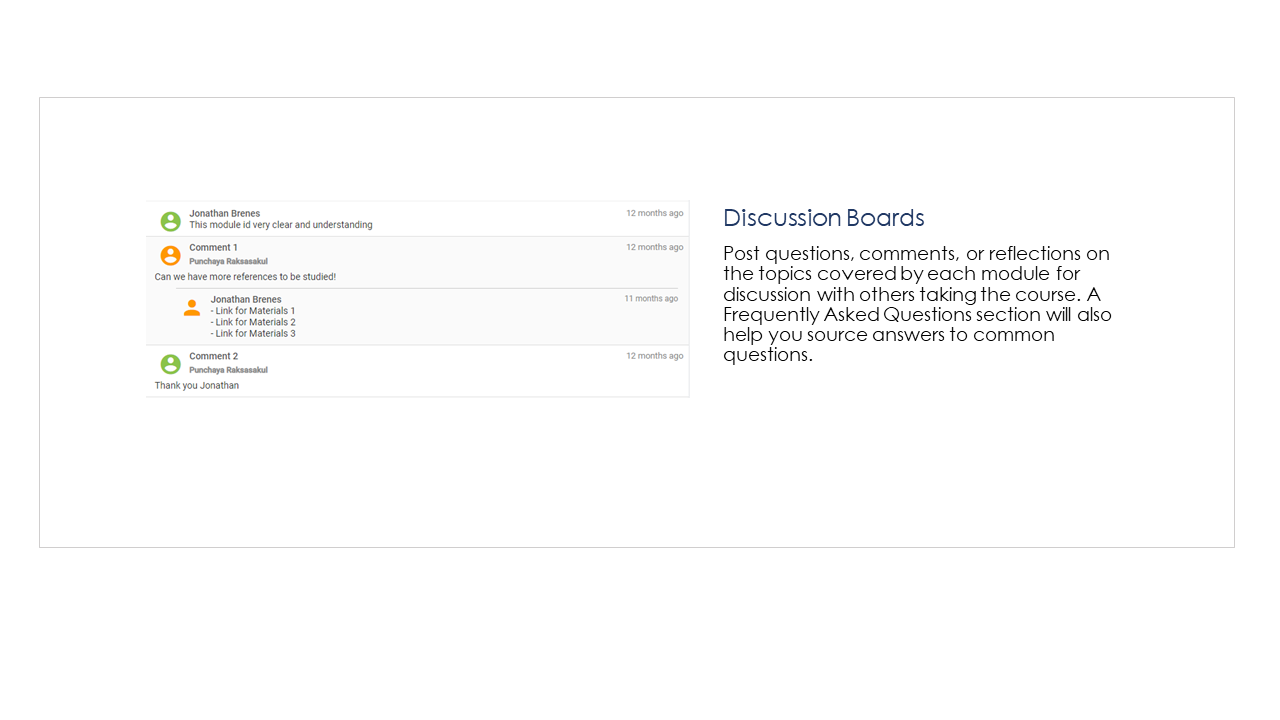 Jonathan Brenes 12 months ago
This module id very clear and understanding
Comment 1 12 months ago
Punchaya Raksasakul
Can we have more references to be studied!
Jonathan Brenes 11 months ago
- Link for Materials 1
- Link for Materials 2
- Link for Materials 3
Comment 2 12 months ago
Punchaya Raksasakul
Thank you Jonathan
Discussion Boards
Post questions, comments, or reflections on
the topics covered by each module for
discussion with others taking the course. A
Frequently Asked Questions section will also
help you source answers to common
questions.